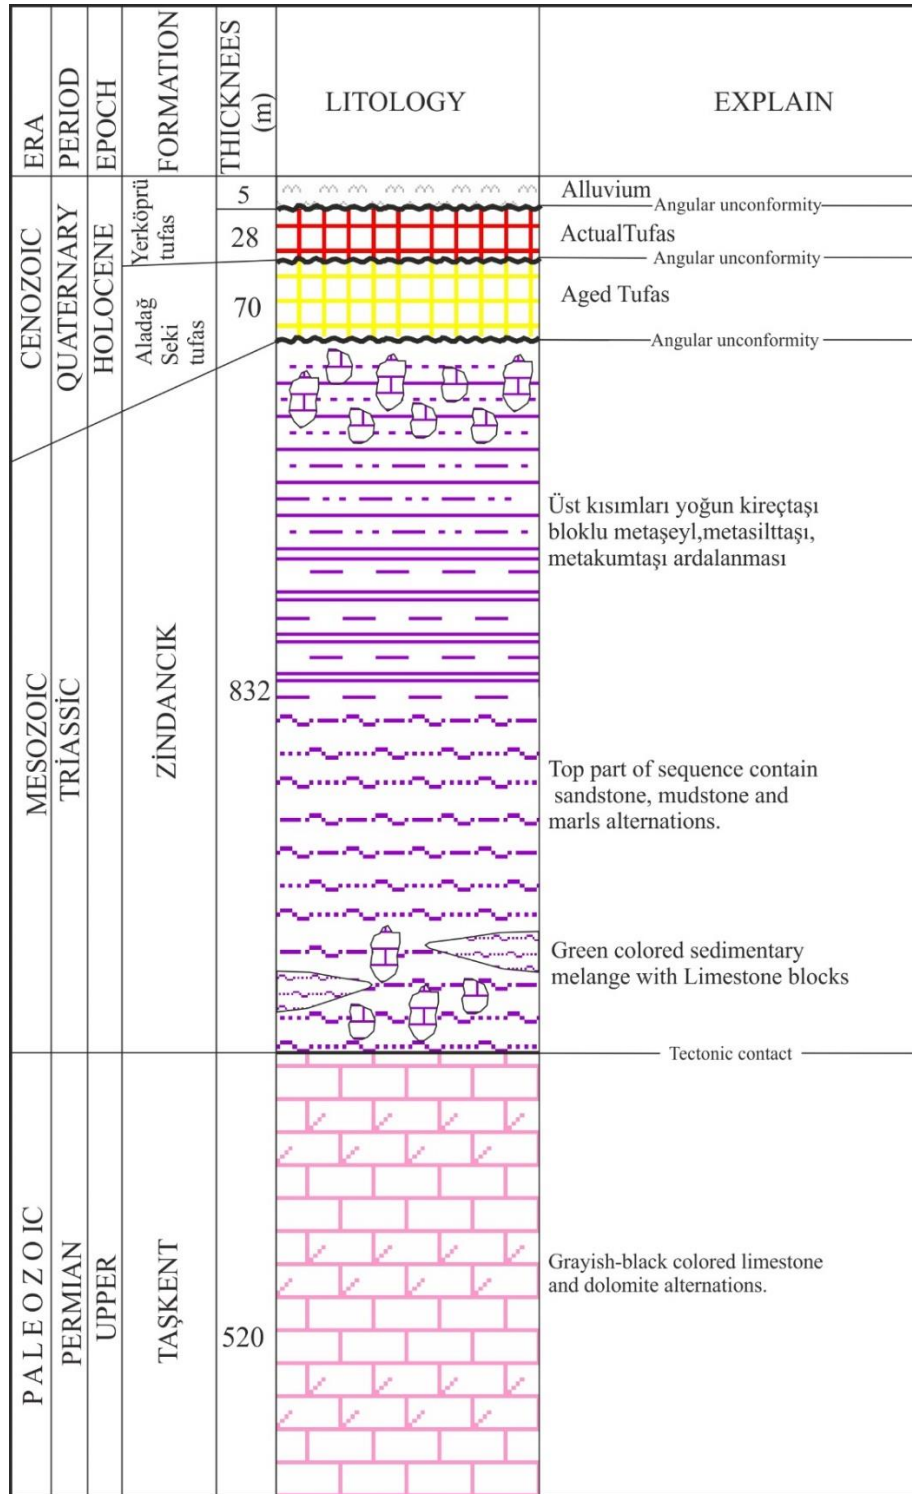 ERA
PERIOD
EPOCH
FORMATION
THICKNEES
(m)
LITOLOGY
EXPLAIN
CENOZOIC
QUATERNARY
HOLOCENE
Yerköprü
tufas
5
Alluvium
Angular unconformity
28
ActualTufas
Angular unconformity
Aladağ
Seki
tufas
70
Aged Tufas
Angular unconformity
MESOZOIC
TRİASSIC
ZİNDANCIK
832
Üst kısımları yoğun kireçtaşı
bloklu metaşeyl,metasilttaşı,
metakumtaşı ardalanması
Top part of sequence contain
sandstone, mudstone and
marls alternations.
Green colored sedimentary
melange with Limestone blocks
Tectonic contact
PALEOZOIC
PERMIAN
UPPER
TAŞKENT
520
Grayish-black colored limestone
and dolomite alternations.